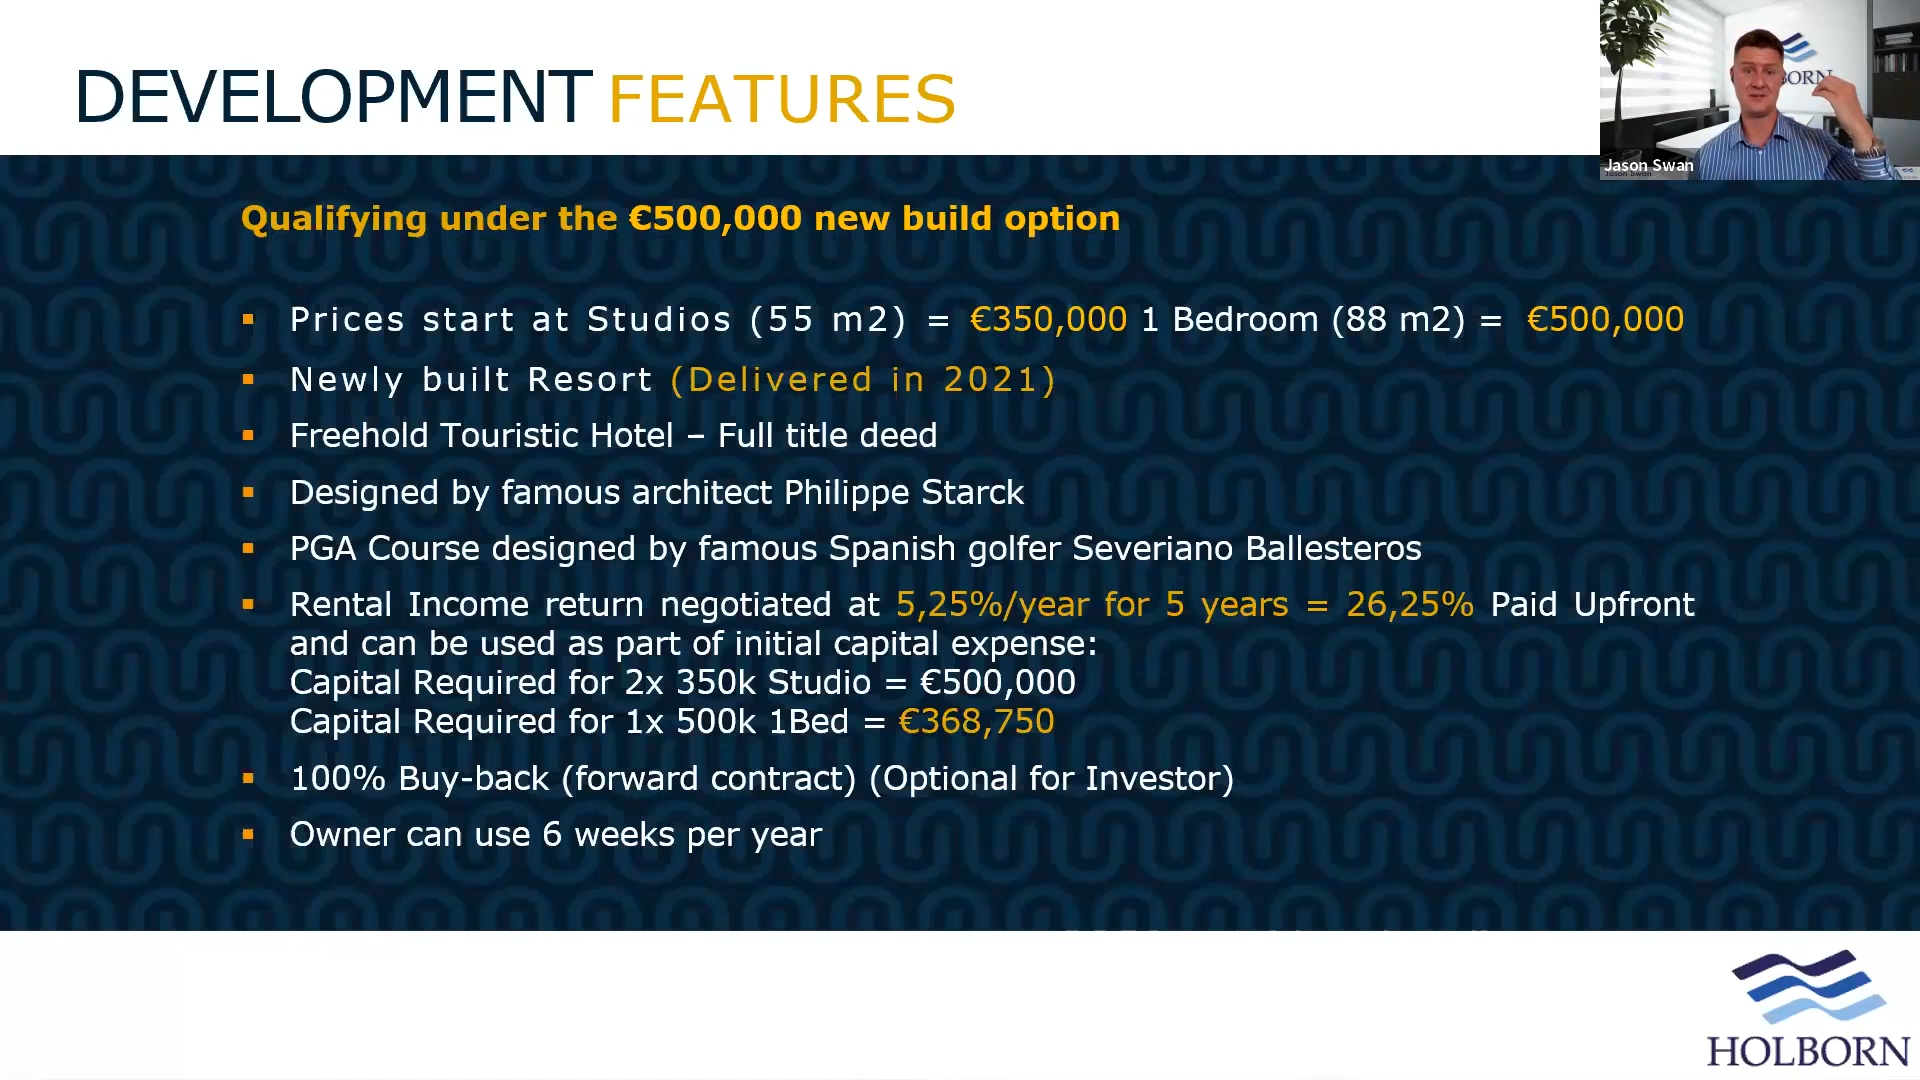 DEVELOPMENT FEATURES
ORN
Jason Swan
Jason Swan
Qualifying under the €500,000 new build option
▪ Prices start at Studios (55 m2) = €350,000 1 Bedroom (88 m2) = €500,000
▪ Newly built Resort (Delivered in 2021)
▪ Freehold Touristic Hotel – Full title deed
▪ Designed by famous architect Philippe Starck
▪ PGA Course designed by famous Spanish golfer Severiano Ballesteros
▪ Rental Income return negotiated at 5,25%/year for 5 years = 26,25% Paid Upfront
and can be used as part of initial capital expense:
Capital Required for 2x 350k Studio = €500,000
Capital Required for 1x 500k 1Bed = €368,750
▪ 100% Buy-back (forward contract) (Optional for Investor)
▪ Owner can use 6 weeks per year
HOLBORN